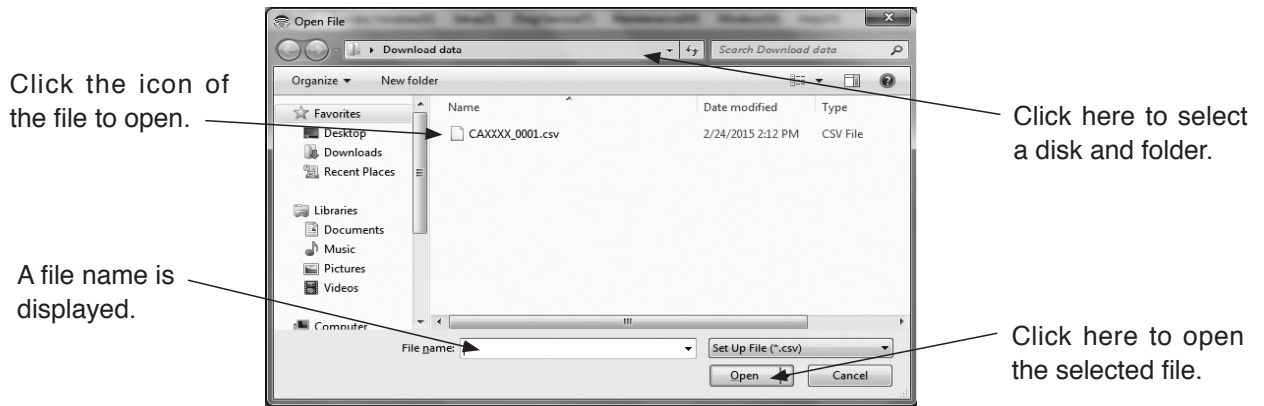 Open File
Download data
Search Download data
Organize
New folder
Click the icon of
the file to open.
Favorites
Desktop
Downloads
Recent Places
Libraries
Documents
Music
Pictures
Videos
Computer
Name
Date modified
Type
CAXXXX_0001.csv
2/24/2015 2:12 PM
CSV File
Click here to select
a disk and folder.
A file name is
displayed.
File name:
Set Up File (*.csv)
Open
Cancel
Click here to open
the selected file.